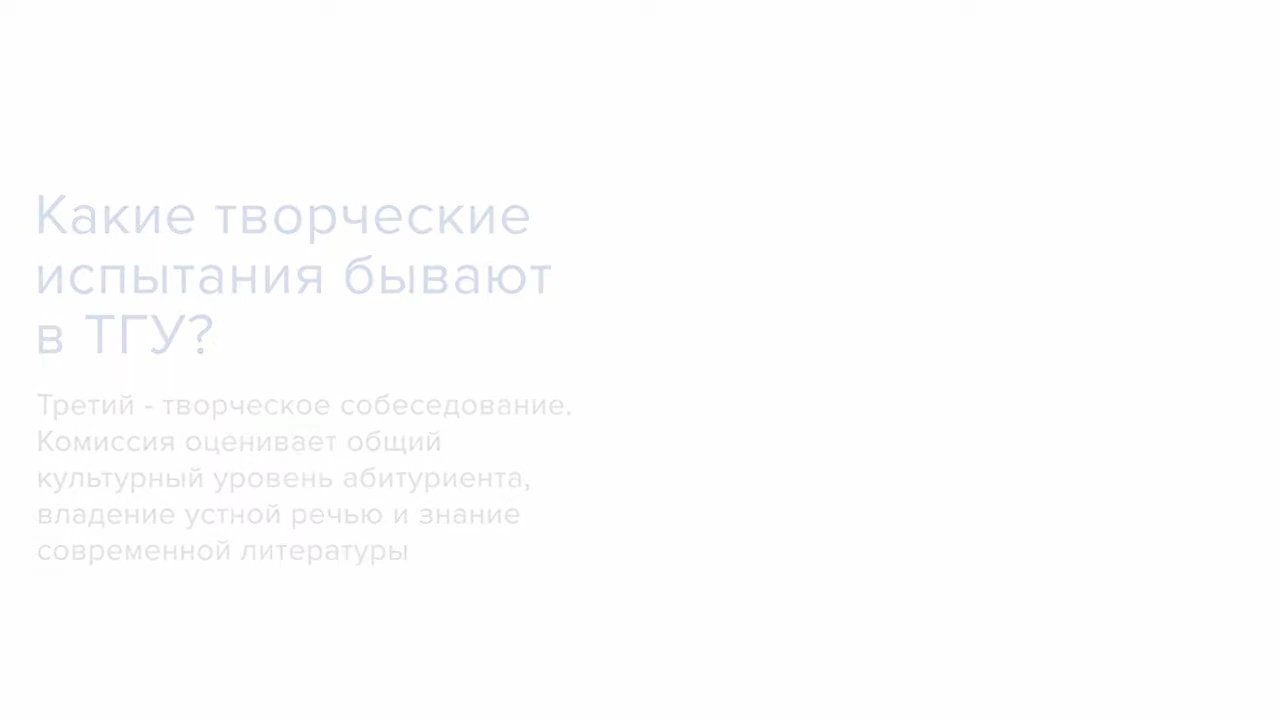 Какие творческие
испытания бывают
в ТГУ?
Третий - творческое собеседование.
Комиссия оценивает общий
культурный уровень абитуриента,
владение устной речью и знание
современной литературы